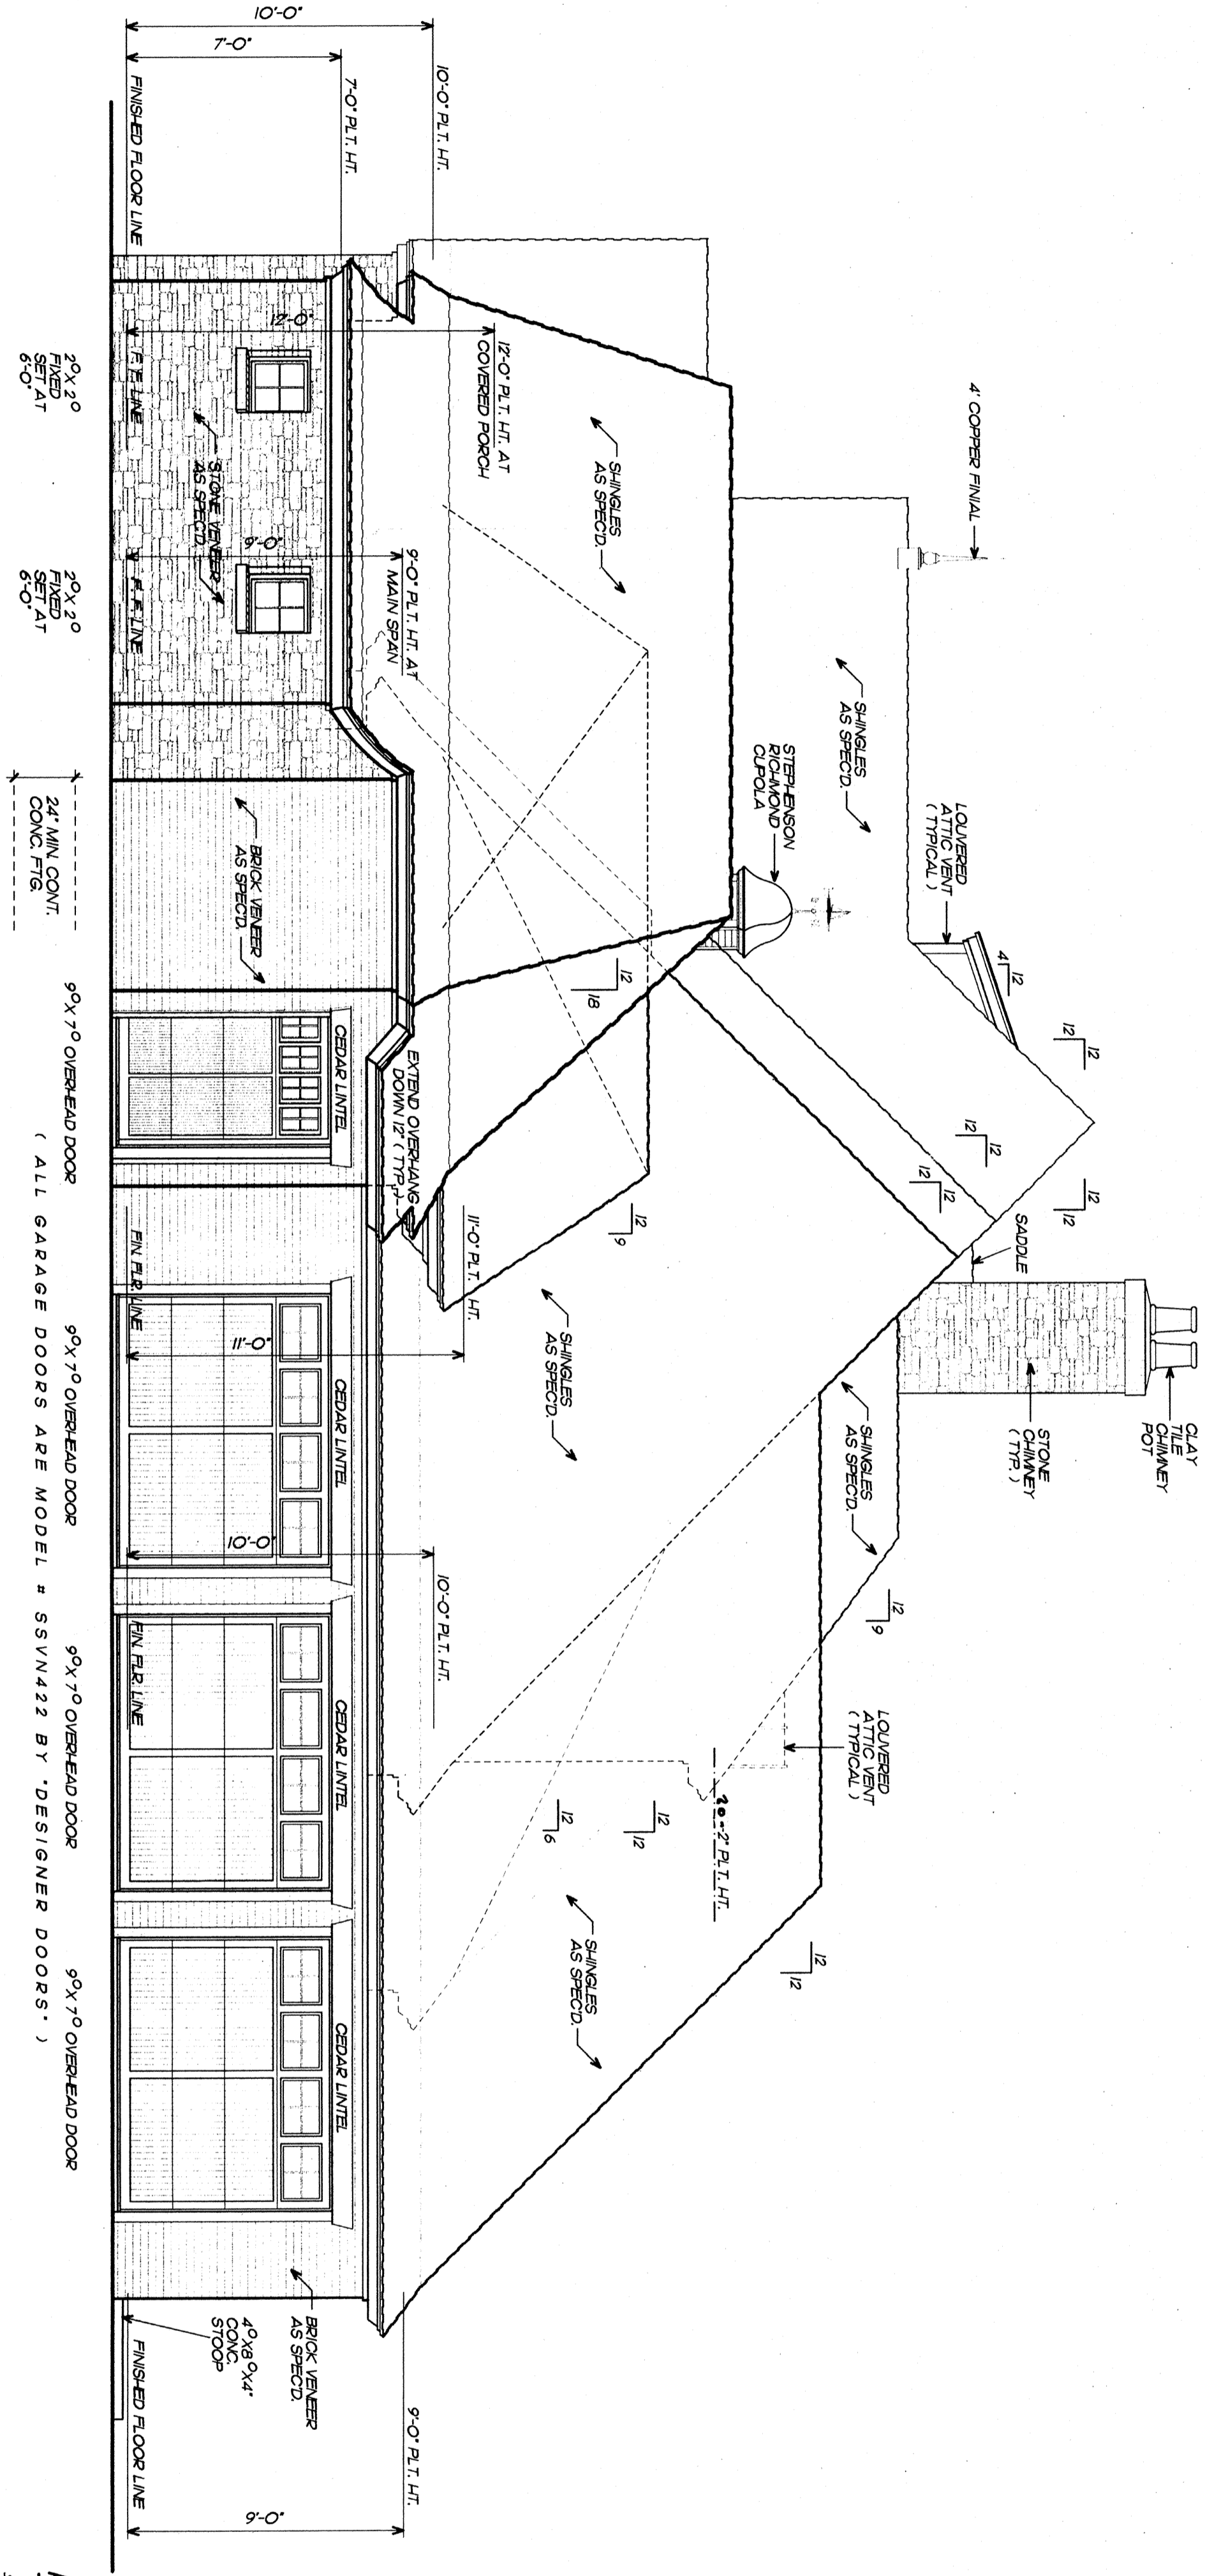 CLAY
TILE
CHIMNEY
POT
STONE
CHIMNEY
( TYP. )
SADDLE
12
12
12
12
12
12
12
12
4' COPPER FINIAL
LOUVERED
ATTIC VENT
( TYPICAL )
4
12
SHINGLES
AS SPEC'D.
SHINGLES
AS SPEC'D.
12
9
LOUVERED
ATTIC VENT
( TYPICAL )
12
12
STEPHENSON
RICHMOND
CUPOLA
-2" PLT. HT.
12
12
12
6
SHINGLES
AS SPEC'D.
12
18
12
9
SHINGLES
AS SPEC'D.
SHINGLES
AS SPEC'D.
10'-0" PLT. HT.
12'-0" PLT. HT. AT
COVERED PORCH
11'-0" PLT. HT.
10'-0" PLT. HT.
9'-0" PLT. HT. AT
MAIN SPAN
EXTEND OVERHANG
DOWN 12" ( TYP. )
9'-0" PLT. HT.
7'-0" PLT. HT.
10'-0"
7'-0"
12'-0"
9'-0"
11'-0"
10'-0"
9'-0"
CEDAR LINTEL
CEDAR LINTEL
CEDAR LINTEL
CEDAR LINTEL
STONE VENEER
AS SPEC'D.
BRICK VENEER
AS SPEC'D.
BRICK VENEER
AS SPEC'D.
4⁰X8⁰X4"
CONC.
STOOP
FINISHED FLOOR LINE
F. F. LINE
F. F. LINE
FIN. FLR. LINE
FIN. FLR. LINE
FINISHED FLOOR LINE
2⁰X 2⁰
FIXED
SET AT
6'-0"
2⁰X 2⁰
FIXED
SET AT
6'-0"
24" MIN. CONT.
CONC. FTG.
9⁰X 7⁰ OVERHEAD DOOR
9⁰X 7⁰ OVERHEAD DOOR
9⁰X 7⁰ OVERHEAD DOOR
9⁰X 7⁰ OVERHEAD DOOR
( ALL GARAGE DOORS ARE MODEL # SSVN422 BY "DESIGNER DOORS" )